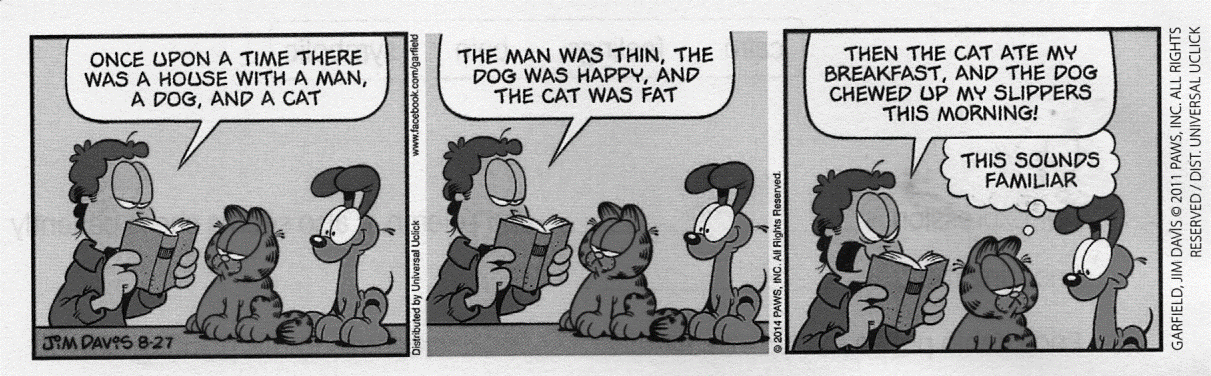 ONCE UPON A TIME THERE
WAS A HOUSE WITH A MAN,
A DOG, AND A CAT
JIM DAVIS 8-27
www.facebook.com/garfield
Distributed by Universal Uclick
THE MAN WAS THIN, THE
DOG WAS HAPPY, AND
THE CAT WAS FAT
© 2014 PAWS, INC. All Rights Reserved.
THEN THE CAT ATE MY
BREAKFAST, AND THE DOG
CHEWED UP MY SLIPPERS
THIS MORNING!
THIS SOUNDS
FAMILIAR
GARFIELD, JIM DAVIS © 2011 PAWS, INC. ALL RIGHTS
RESERVED / DIST. UNIVERSAL UCLICK